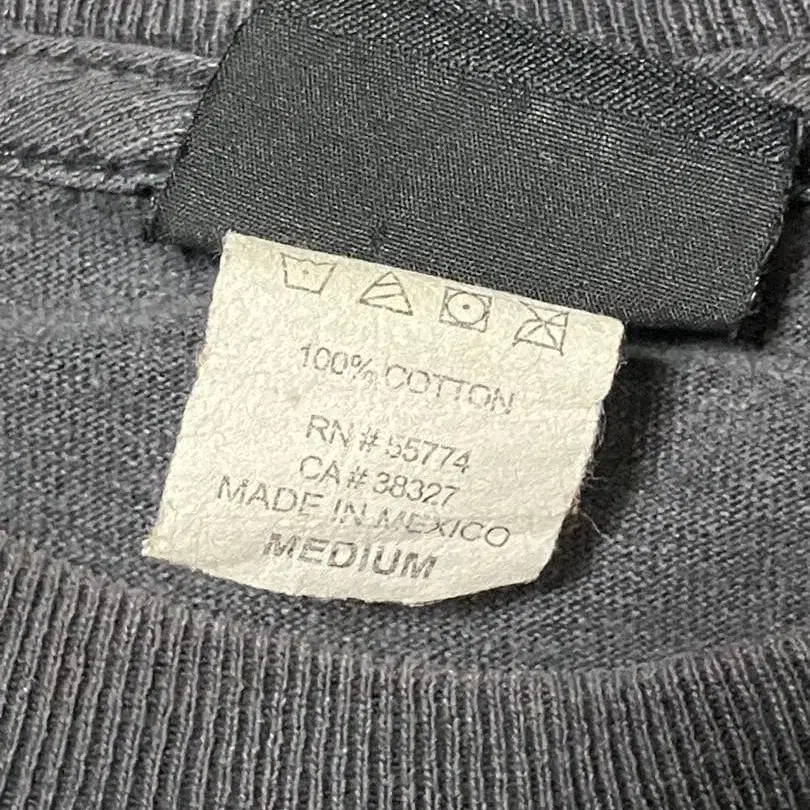 100% COTTON
RN # 55774
CA # 38327
MADE IN MEXICO
MEDIUM